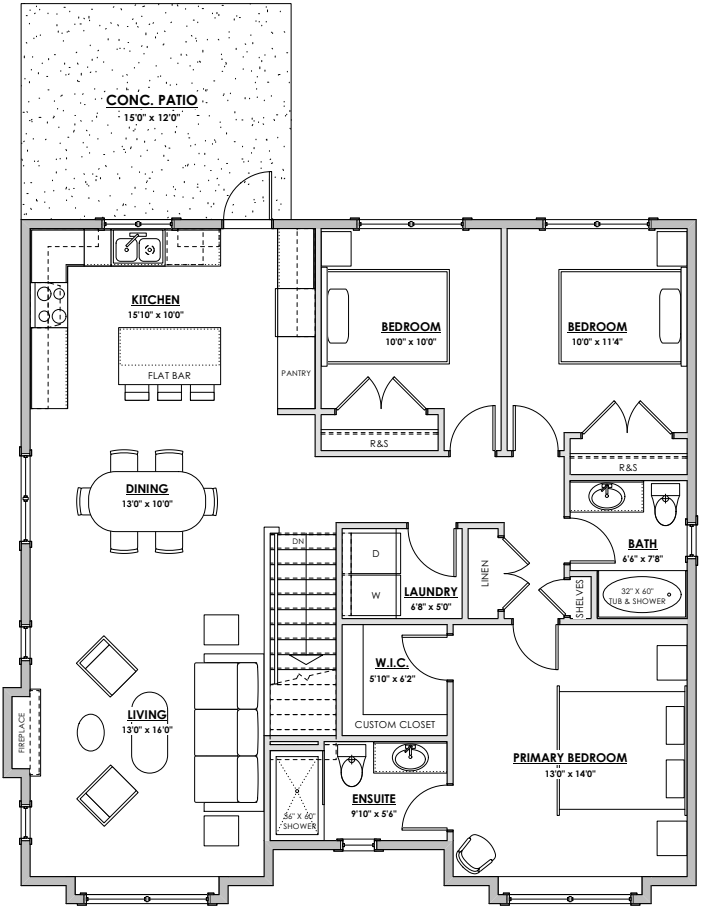 CONC. PATIO
15'0" x 12'0"
KITCHEN
15'10" x 10'0"
FLAT BAR
PANTRY
BEDROOM
10'0" x 10'0"
R&S
BEDROOM
10'0" x 11'4"
R&S
DINING
13'0" x 10'0"
DN
D
W
LAUNDRY
6'8" x 5'0"
LINEN
BATH
6'6" x 7'8"
SHELVES
32" X 60"
TUB & SHOWER
W.I.C.
5'10" x 6'2"
CUSTOM CLOSET
LIVING
13'0" x 16'0"
FIREPLACE
PRIMARY BEDROOM
13'0" x 14'0"
ENSUITE
9'10" x 5'6"
36" X 60"
SHOWER